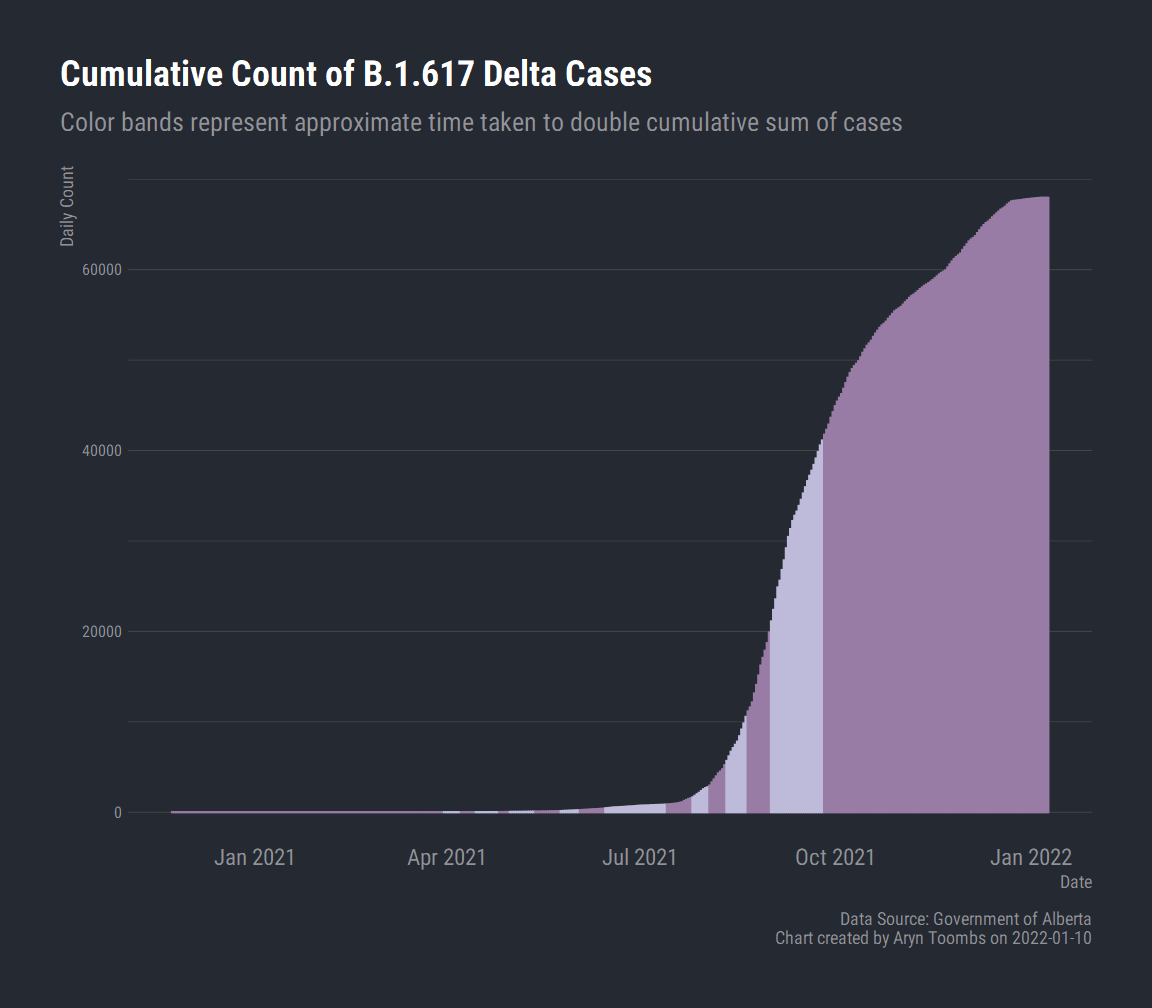 Cumulative Count of B.1.617 Delta Cases
Color bands represent approximate time taken to double cumulative sum of cases
Daily Count
60000
40000
20000
0
Jan 2021
Apr 2021
Jul 2021
Oct 2021
Jan 2022
Date
Data Source: Government of Alberta
Chart created by Aryn Toombs on 2022-01-10